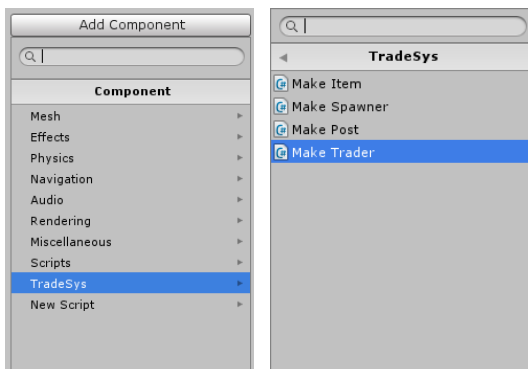 Add Component
Component
Mesh
Effects
Physics
Navigation
Audio
Rendering
Miscellaneous
Scripts
TradeSys
New Script
TradeSys
Make Item
Make Spawner
Make Post
Make Trader